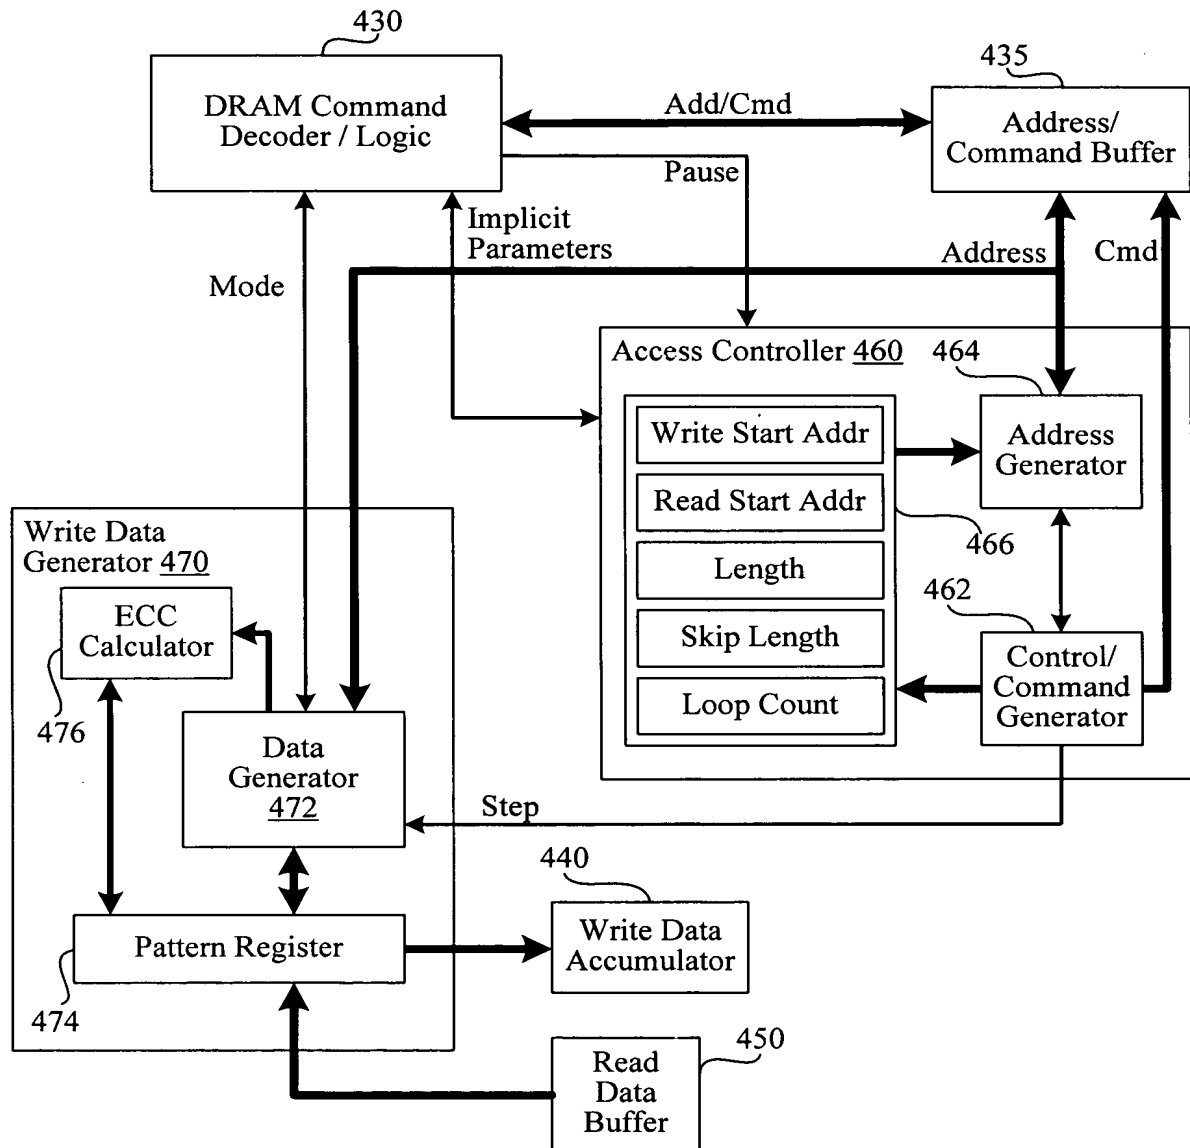 430
DRAM Command
Decoder / Logic
Add/Cmd
435
Address/
Command Buffer
Pause
Implicit
Parameters
Mode
Address
Cmd
Access Controller 460
464
Write Start Addr
Read Start Addr
Length
Skip Length
Loop Count
Address
Generator
466
462
Control/
Command
Generator
Write Data
Generator 470
ECC
Calculator
476
Data
Generator
472
Step
440
Pattern Register
Write Data
Accumulator
474
450
Read
Data
Buffer